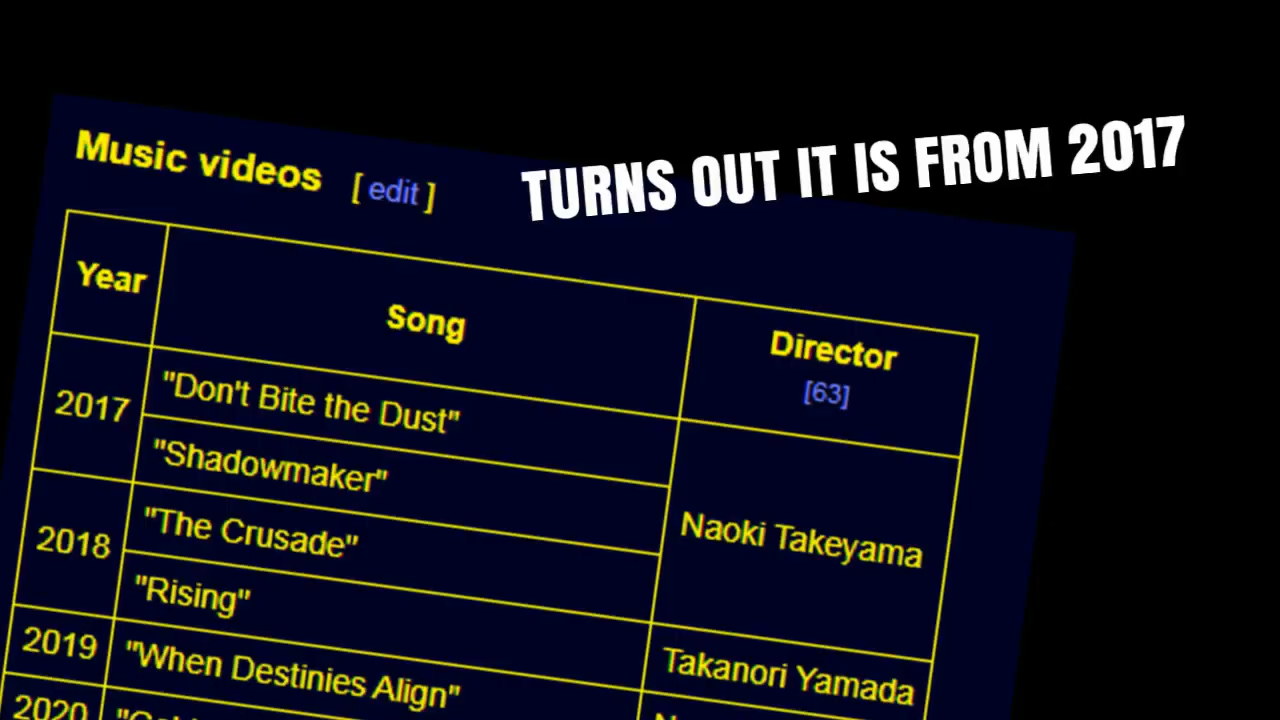 TURNS OUT IT IS FROM 2017
Music videos [ edit ]
Year Song Director
[63]
2017 "Don't Bite the Dust" Naoki Takeyama
"Shadowmaker"
2018 "The Crusade"
"Rising"
2019 "When Destinies Align" Takanori Yamada
2020